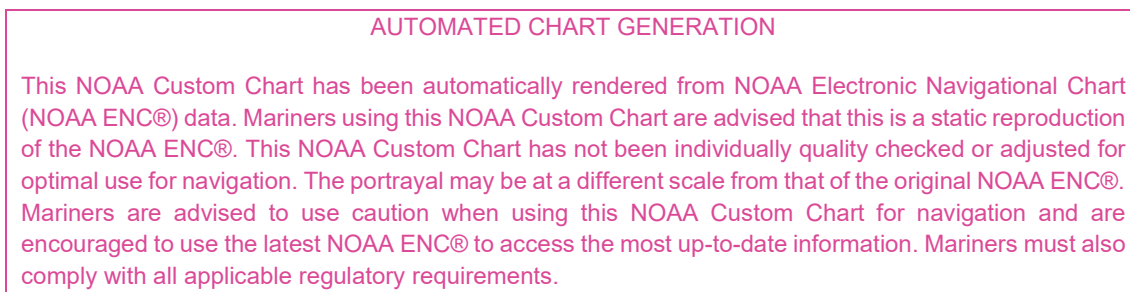 AUTOMATED CHART GENERATION
This NOAA Custom Chart has been automatically rendered from NOAA Electronic Navigational Chart
(NOAA ENC®) data. Mariners using this NOAA Custom Chart are advised that this is a static reproduction
of the NOAA ENC®. This NOAA Custom Chart has not been individually quality checked or adjusted for
optimal use for navigation. The portrayal may be at a different scale from that of the original NOAA ENC®.
Mariners are advised to use caution when using this NOAA Custom Chart for navigation and are
encouraged to use the latest NOAA ENC® to access the most up-to-date information. Mariners must also
comply with all applicable regulatory requirements.